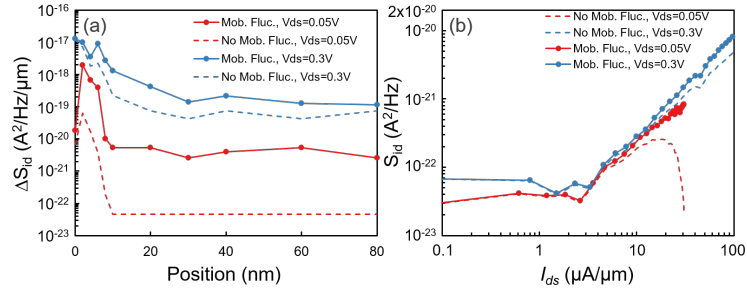 (a)
10-16
10-17
10-18
10-19
10-20
10-21
10-22
10-23
ΔSid (A2/Hz/μm)
Mob. Fluc., Vds=0.05V
No Mob. Fluc., Vds=0.05V
Mob. Fluc., Vds=0.3V
No Mob. Fluc., Vds=0.3V
0 20 40 60 80
Position (nm)
(b)
2x10-20
10-20
10-21
10-22
10-23
Sid (A2/Hz)
No Mob. Fluc., Vds=0.05V
No Mob. Fluc., Vds=0.3V
Mob. Fluc., Vds=0.05V
Mob. Fluc., Vds=0.3V
0.1 1 10 100
Ids (μA/μm)